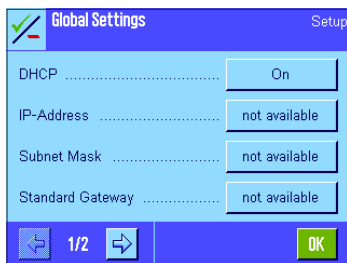 Global Settings Setup
DHCP .................................... On
IP-Address ............................ not available
Subnet Mask ......................... not available
Standard Gateway .................. not available
1/2 OK